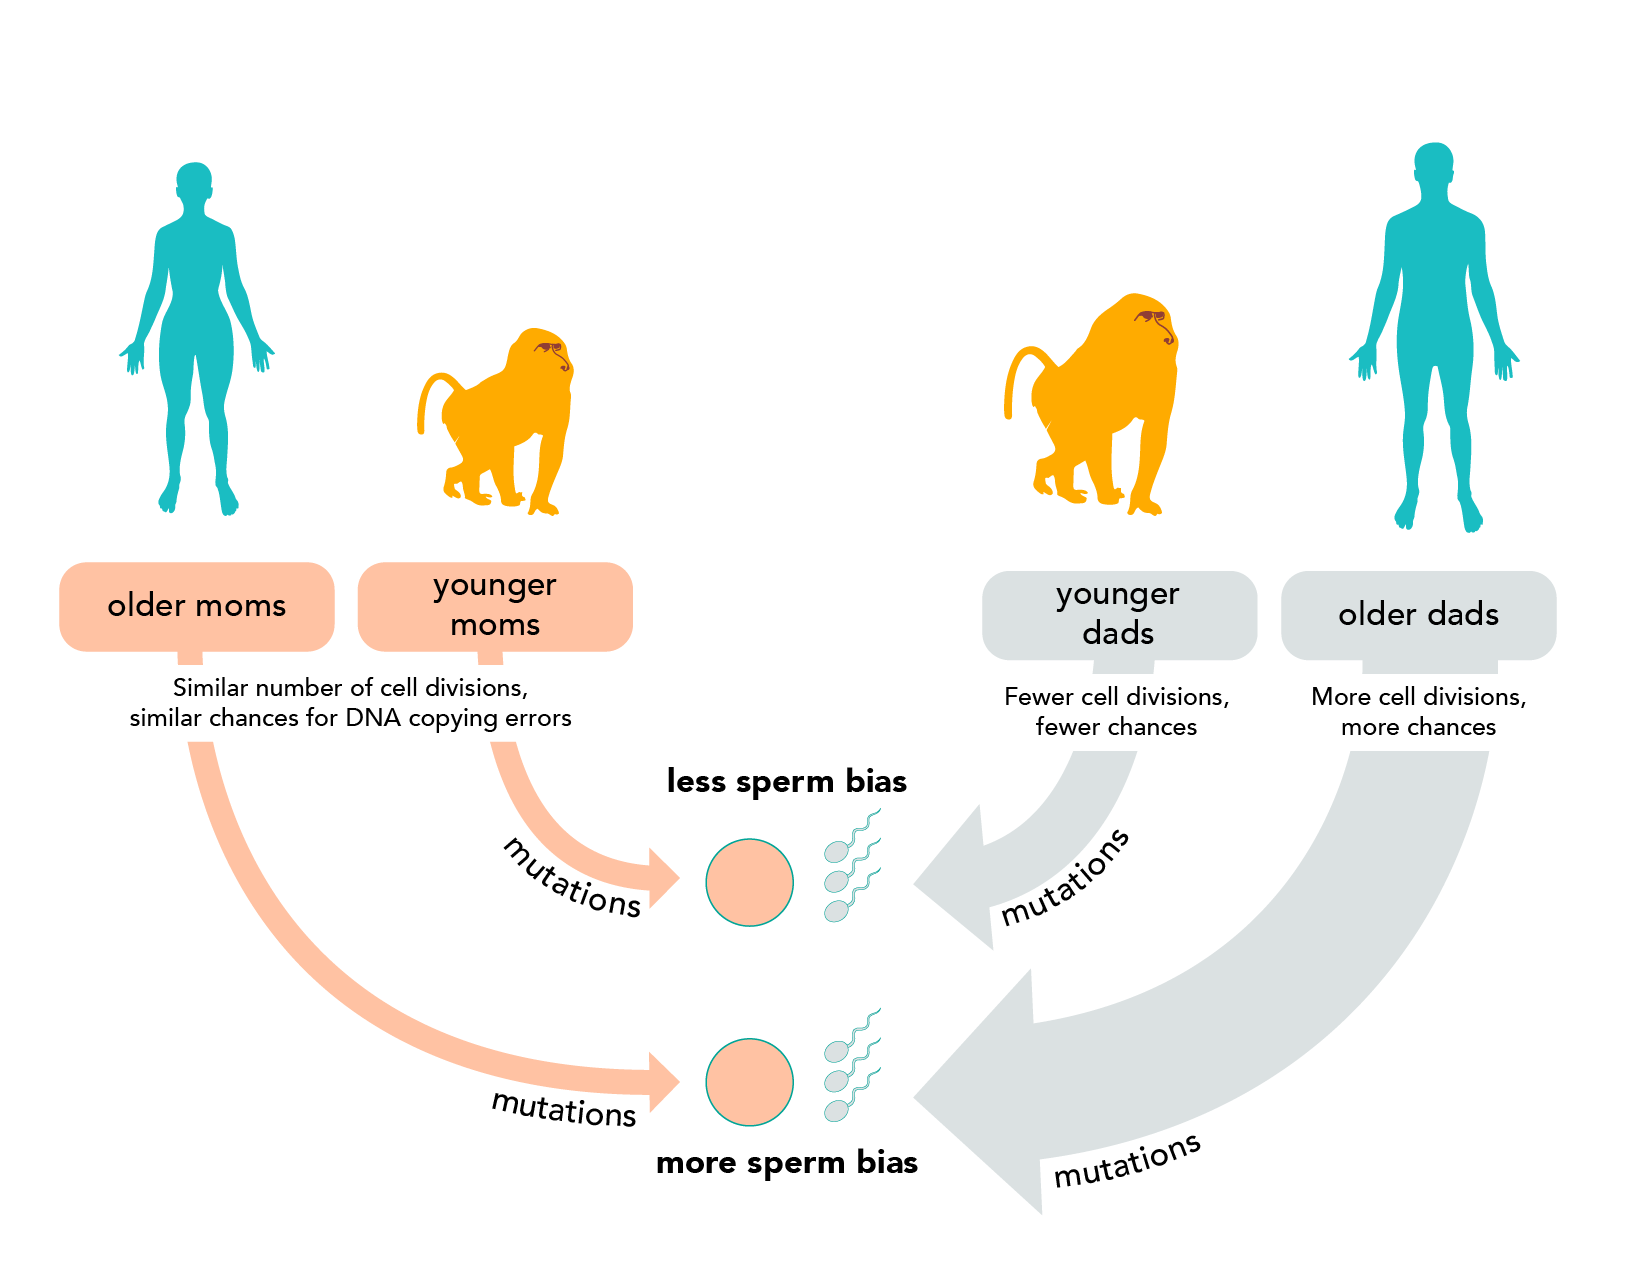 older moms
younger
moms
younger
dads
older dads
Similar number of cell divisions,
similar chances for DNA copying errors
Fewer cell divisions,
fewer chances
More cell divisions,
more chances
less sperm bias
mutations
mutations
mutations
more sperm bias
mutations